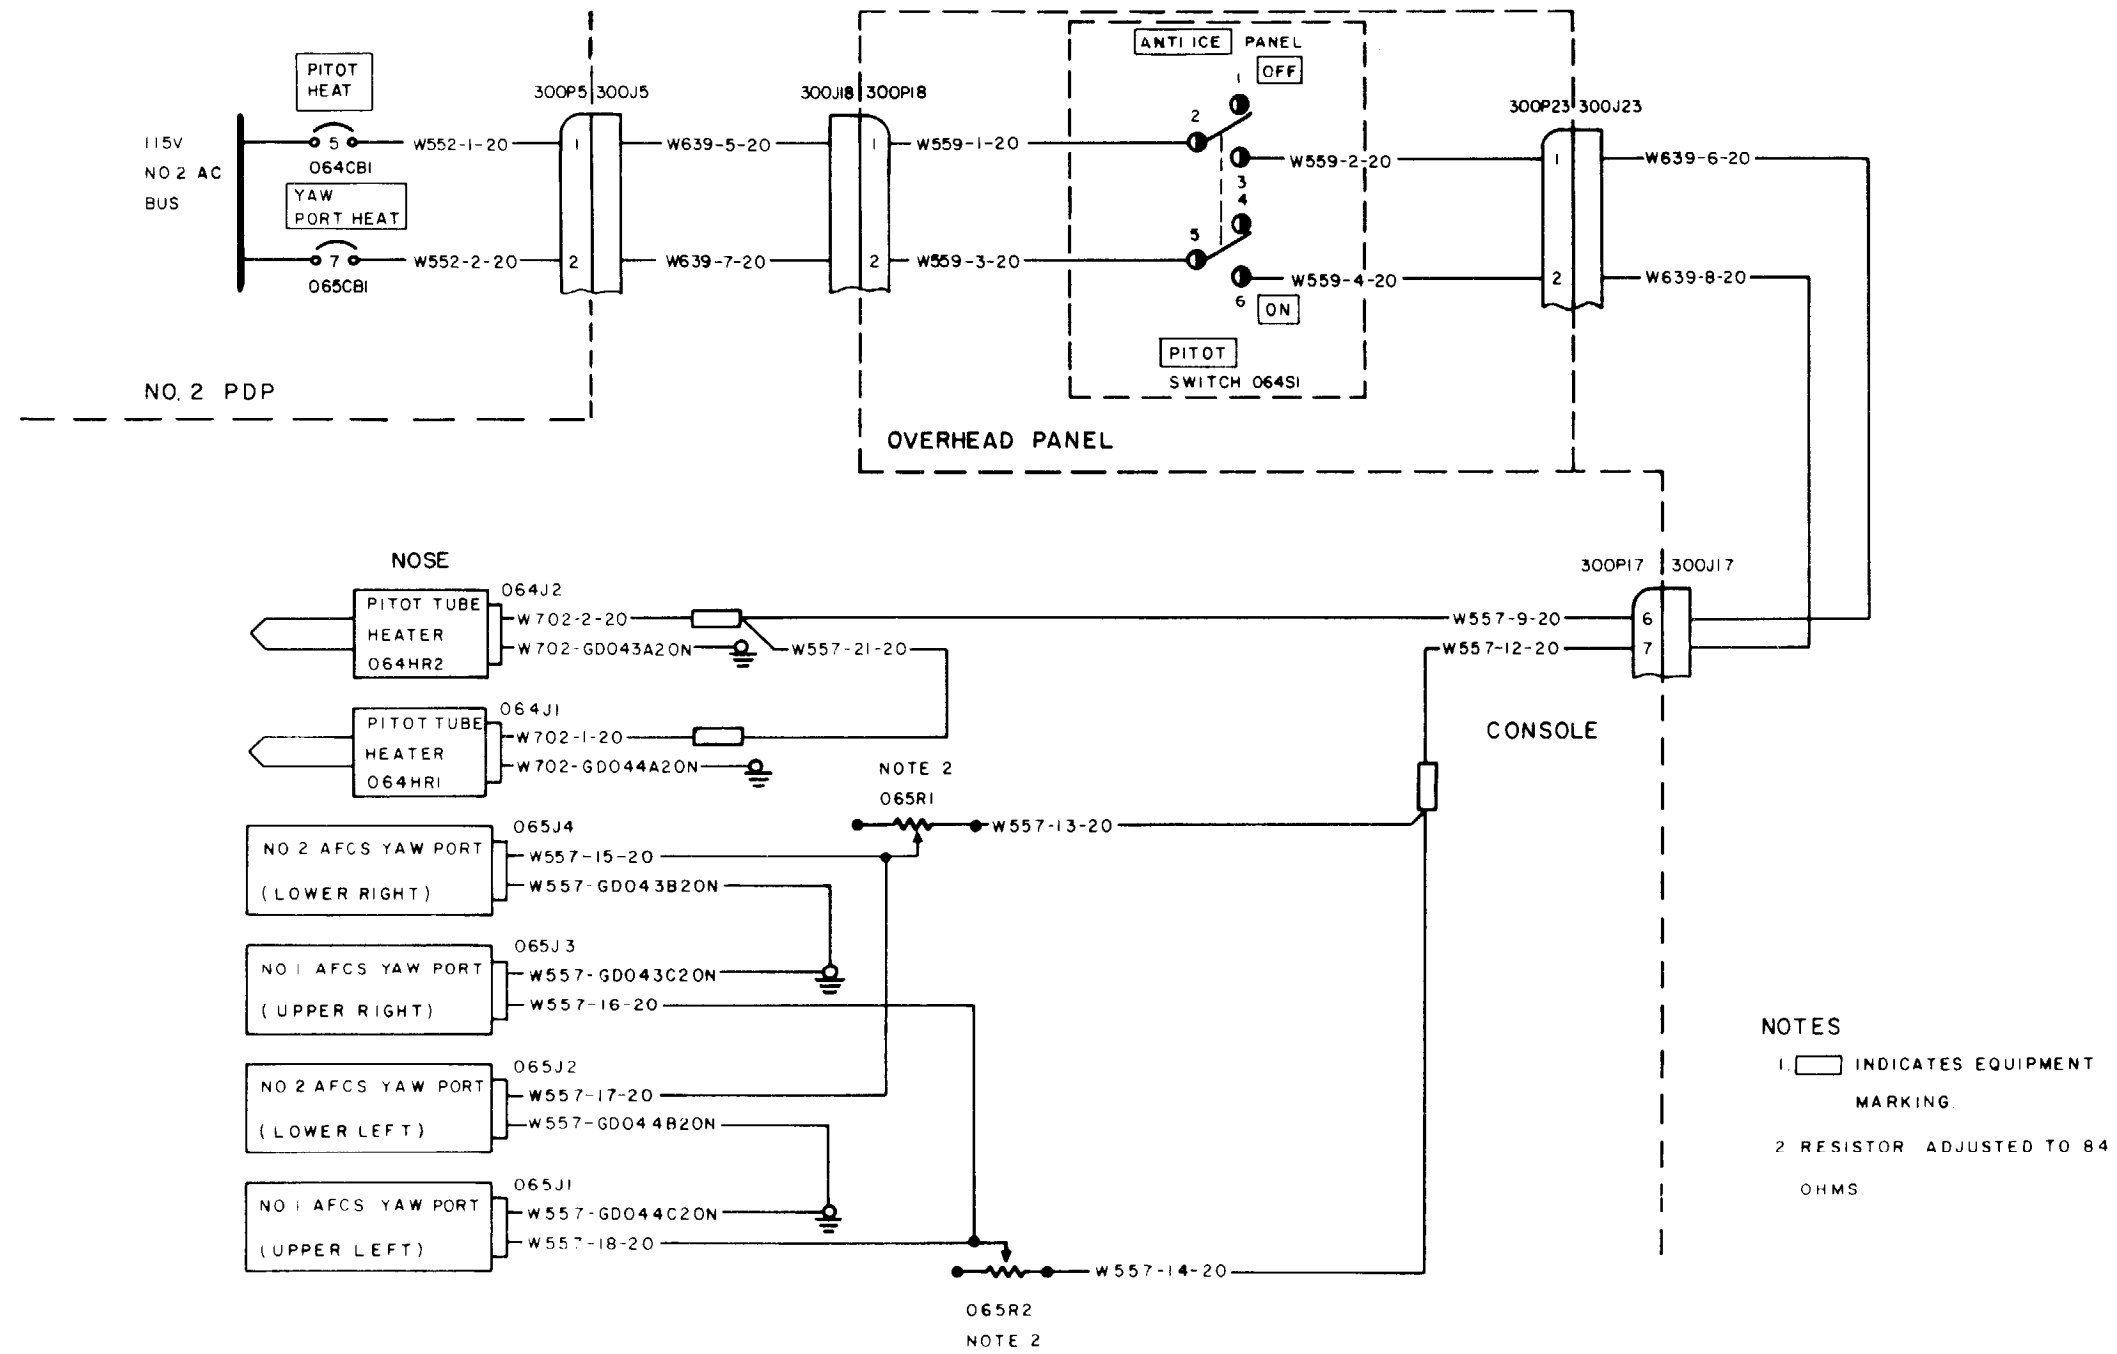 ANTI ICE PANEL
OFF
PITOT
HEAT
300P5 300J5
300J18 300P18
1
2
300P23 300J23
115V
NO.2 AC
BUS
5
W552-1-20
1
W639-5-20
1
W559-1-20
064CB1
3
W559-2-20
1
W639-6-20
YAW
PORT HEAT
4
5
7
W552-2-20
2
W639-7-20
2
W559-3-20
065CB1
6
W559-4-20
2
W639-8-20
ON
PITOT
SWITCH 064S1
NO. 2 PDP
OVERHEAD PANEL
NOSE
300P17 300J17
064J2
PITOT TUBE
HEATER
064HR2
W702-2-20
W557-9-20
6
W702-GD043A20N
W557-21-20
W557-12-20
7
064J1
PITOT TUBE
HEATER
064HR1
W702-1-20
W702-GD044A20N
CONSOLE
NOTE 2
065R1
W557-13-20
065J4
NO 2 AFCS YAW PORT
(LOWER RIGHT)
W557-15-20
W557-GD043B20N
065J3
NO 1 AFCS YAW PORT
(UPPER RIGHT)
W557-GD043C20N
W557-16-20
065J2
NO 2 AFCS YAW PORT
(LOWER LEFT)
W557-17-20
W557-GD044B20N
065J1
NO 1 AFCS YAW PORT
(UPPER LEFT)
W557-GD044C20N
W557-18-20
W557-14-20
065R2
NOTE 2
NOTES
1. INDICATES EQUIPMENT
MARKING.
2 RESISTOR ADJUSTED TO 84
OHMS.